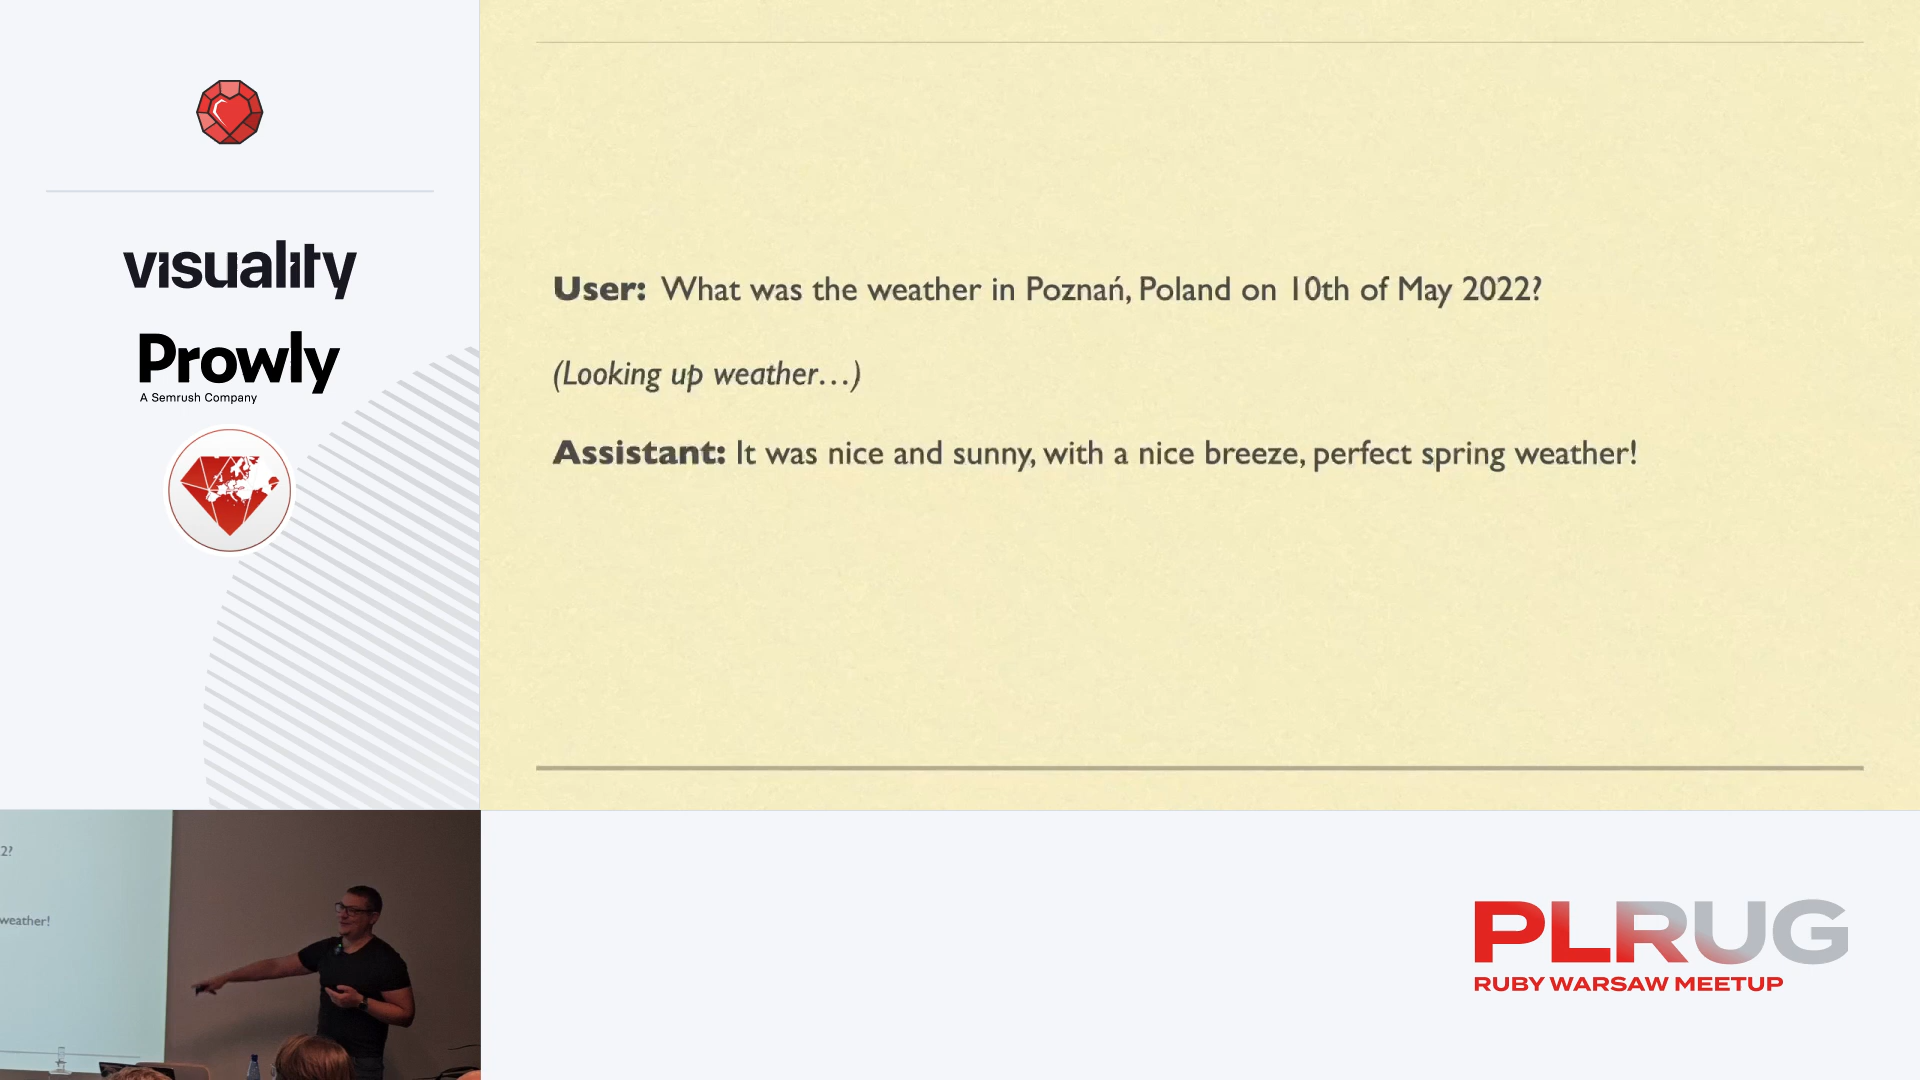 visuality
Prowly
A Semrush Company
User: What was the weather in Poznań, Poland on 10th of May 2022?
(Looking up weather…)
Assistant: It was nice and sunny, with a nice breeze, perfect spring weather!
2?
weather!
PLRUG
RUBY WARSAW MEETUP